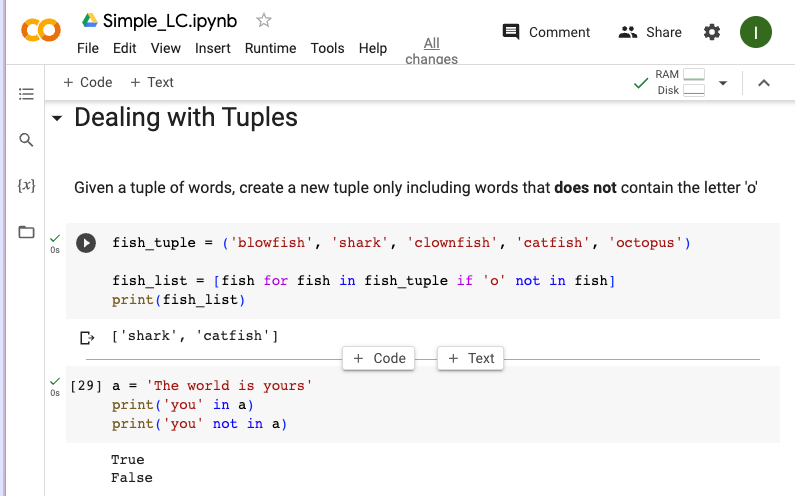 Simple_LC.ipynb
File Edit View Insert Runtime Tools Help All changes
Comment Share I
+ Code + Text
RAM
Disk
Dealing with Tuples
Given a tuple of words, create a new tuple only including words that does not contain the letter 'o'
0s
fish_tuple = ('blowfish', 'shark', 'clownfish', 'catfish', 'octopus')
fish_list = [fish for fish in fish_tuple if 'o' not in fish]
print(fish_list)
['shark', 'catfish']
+ Code + Text
0s
[29] a = 'The world is yours'
print('you' in a)
print('you' not in a)
True
False
{x}